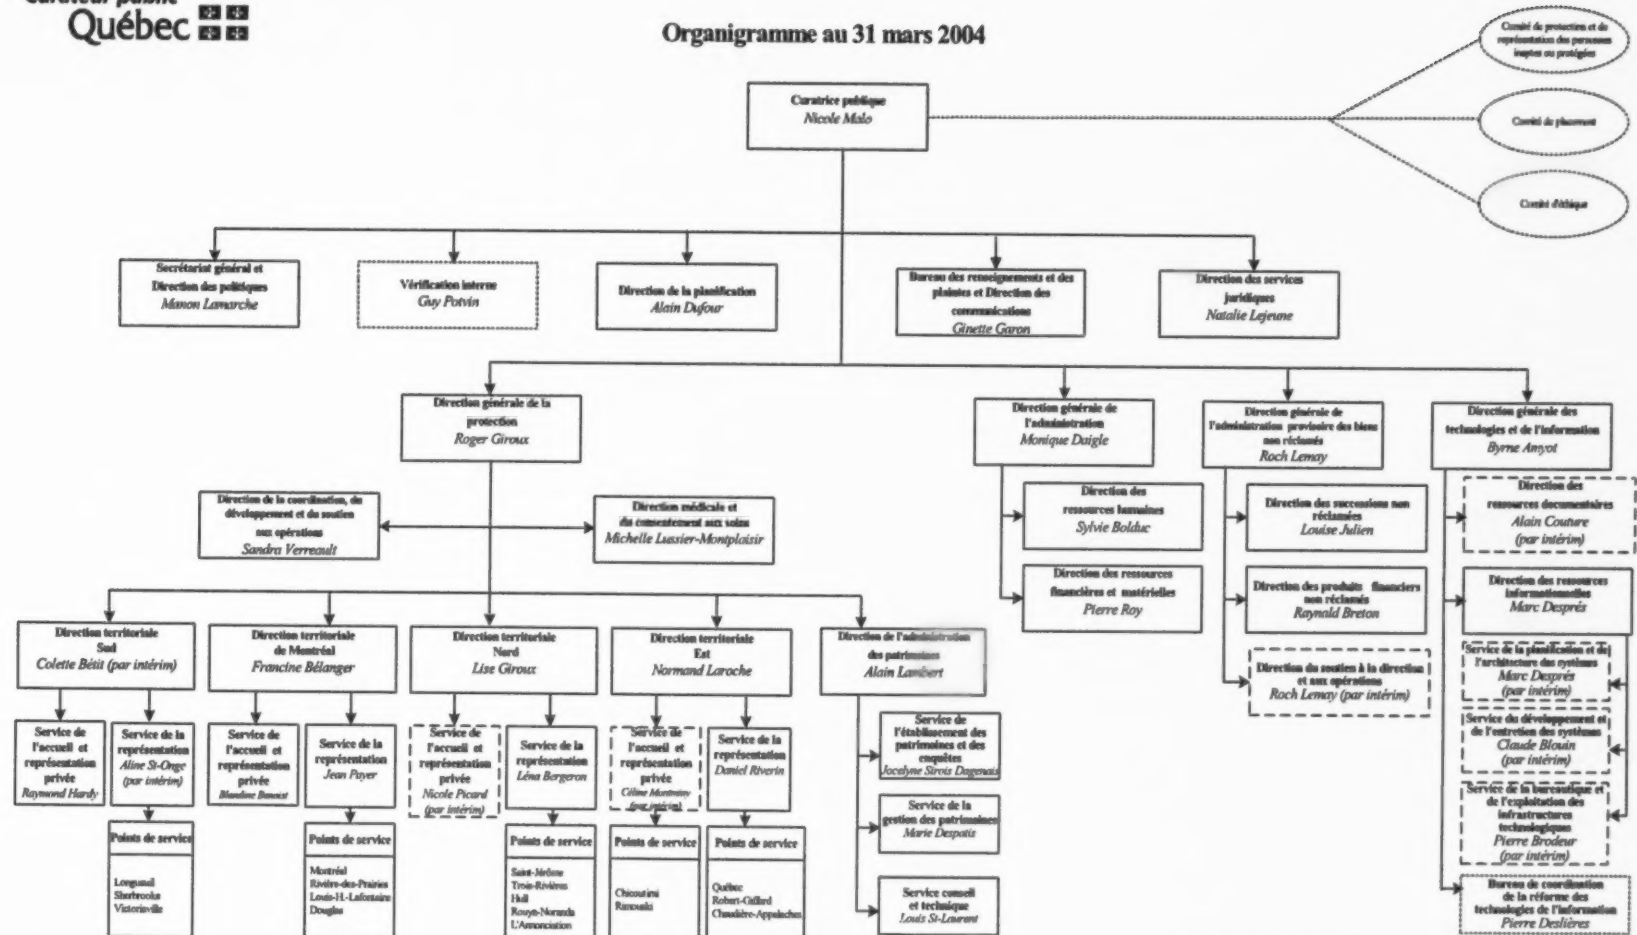 Curateur public
Québec
Organigramme au 31 mars 2004
Comité de protection et de
représentation des personnes
inaptes ou protégées
Comité de placement
Comité d'éthique
Curatrice publique
Nicole Malo
Secrétariat général et
Direction des politiques
Manon Lamarche
Vérification interne
Guy Potvin
Direction de la planification
Alain Dufour
Bureau des renseignements et des
plaintes et Direction des
communications
Ginette Garon
Direction des services
juridiques
Natalie Lejeune
Direction générale de la
protection
Roger Giroux
Direction générale de
l'administration
Monique Daigle
Direction générale de
l'administration provisoire des biens
non réclamés
Roch Lemay
Direction générale des
technologies et de l'information
Byrne Amyot
Direction de la coordination, du
développement et du soutien
aux opérations
Sandra Verreault
Direction médicale et
du consentement aux soins
Michelle Lussier-Montplaisir
Direction des
ressources humaines
Sylvie Bolduc
Direction des ressources
financières et matérielles
Pierre Roy
Direction des successions non
réclamées
Louise Julien
Direction des produits financiers
non réclamés
Raynald Breton
Direction du soutien à la direction
et aux opérations
Roch Lemay (par intérim)
Direction des
ressources documentaires
Alain Couture
(par intérim)
Direction des ressources
informationnelles
Marc Després
Service de la planification et de
l'architecture des systèmes
Marc Després
(par intérim)
Service du développement et
de l'entretien des systèmes
Claude Blouin
(par intérim)
Service de la bureautique et
de l'exploitation des
infrastructures
technologiques
Pierre Brodeur
(par intérim)
Bureau de coordination
de la réforme des
technologies de l'information
Pierre Deslières
Direction territoriale
Sud
Colette Bétit (par intérim)
Direction territoriale
de Montréal
Francine Bélanger
Direction territoriale
Nord
Lise Giroux
Direction territoriale
Est
Normand Laroche
Direction de l'administration
des patrimoines
Alain Lambert
Service de
l'accueil et
représentation
privée
Raymond Hardy
Service de la
représentation
Aline St-Onge
(par intérim)
Service de
l'accueil et
représentation
privée
Blandine Benoist
Service de la
représentation
Jean Payer
Service de
l'accueil et
représentation
privée
Nicole Picard
(par intérim)
Service de la
représentation
Léna Bergeron
Service de
l'accueil et
représentation
privée
Céline Montminy
(par intérim)
Service de la
représentation
Daniel Riverin
Service de
l'établissement des
patrimoines et des
enquêtes
Jocelyne Sirois Dagenais
Service de la
gestion des patrimoines
Marie Despatis
Service conseil
et technique
Louis St-Laurent
Points de service
Longueuil
Sherbrooke
Victoriaville
Points de service
Montréal
Rivière-des-Prairies
Louis-H.-Lafontaine
Douglas
Points de service
Saint-Jérôme
Trois-Rivières
Hull
Rouyn-Noranda
L'Annonciation
Points de service
Chicoutimi
Rimouski
Points de service
Québec
Robert-Giffard
Chaudière-Appalaches